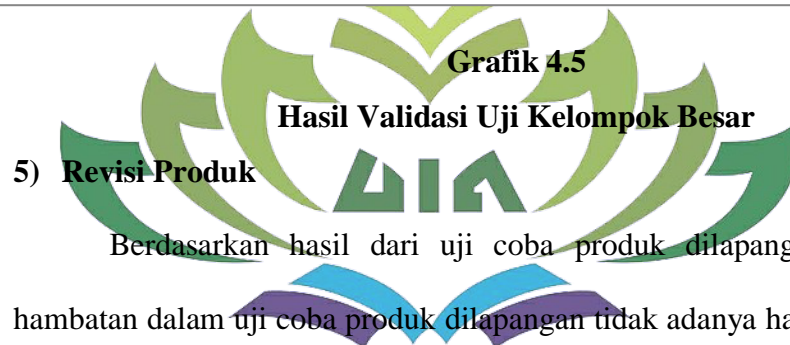 Grafik 4.5
Hasil Validasi Uji Kelompok Besar
5) Revisi Produk
UIN
Berdasarkan hasil dari uji coba produk dilapang
hambatan dalam uji coba produk dilapangan tidak adanya ha